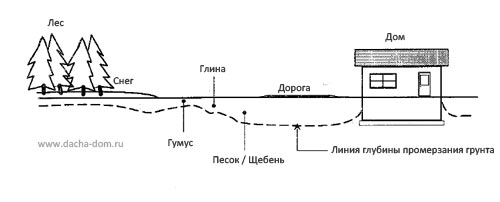 Лес
Дом
Снег
Глина
Дорога
Гумус
www.dacha-dom.ru
Песок / Щебень
Линия глубины промерзания грунта